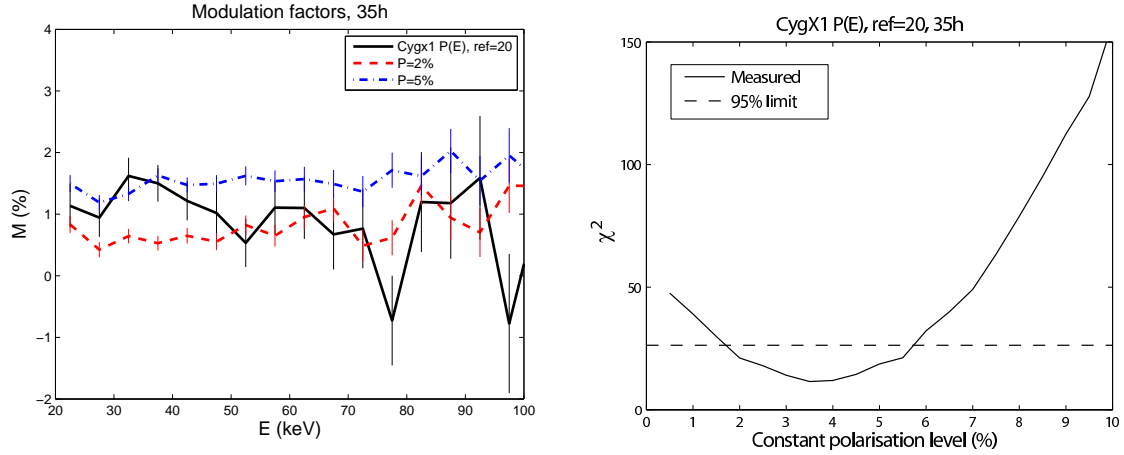 Modulation factors, 35h
4
3
2
1
0
−1
−2
M (%)
Cygx1 P(E), ref=20
P=2%
P=5%
20 30 40 50 60 70 80 90 100
E (keV)
CygX1 P(E), ref=20, 35h
150
100
50
0
χ²
Measured
95% limit
0 1 2 3 4 5 6 7 8 9 10
Constant polarisation level (%)